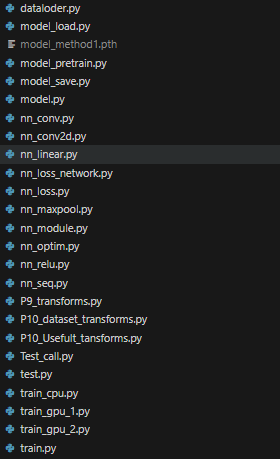 dataloder.py
model_load.py
model_method1.pth
model_pretrain.py
model_save.py
model.py
nn_conv.py
nn_conv2d.py
nn_linear.py
nn_loss_network.py
nn_loss.py
nn_maxpool.py
nn_module.py
nn_optim.py
nn_relu.py
nn_seq.py
P9_transforms.py
P10_dataset_transforms.py
P10_Usefult_tansforms.py
Test_call.py
test.py
train_cpu.py
train_gpu_1.py
train_gpu_2.py
train.py